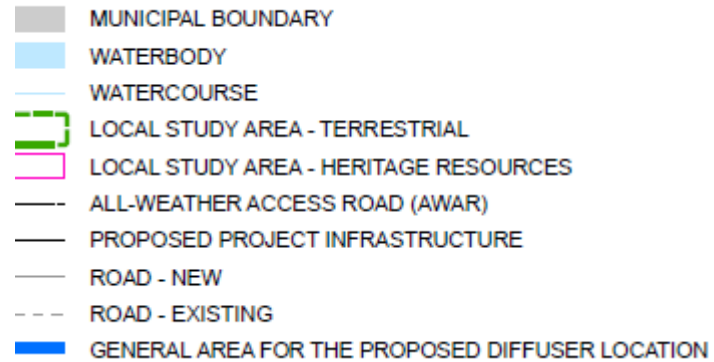 MUNICIPAL BOUNDARY
WATERBODY
WATERCOURSE
LOCAL STUDY AREA - TERRESTRIAL
LOCAL STUDY AREA - HERITAGE RESOURCES
ALL-WEATHER ACCESS ROAD (AWAR)
PROPOSED PROJECT INFRASTRUCTURE
ROAD - NEW
ROAD - EXISTING
GENERAL AREA FOR THE PROPOSED DIFFUSER LOCATION